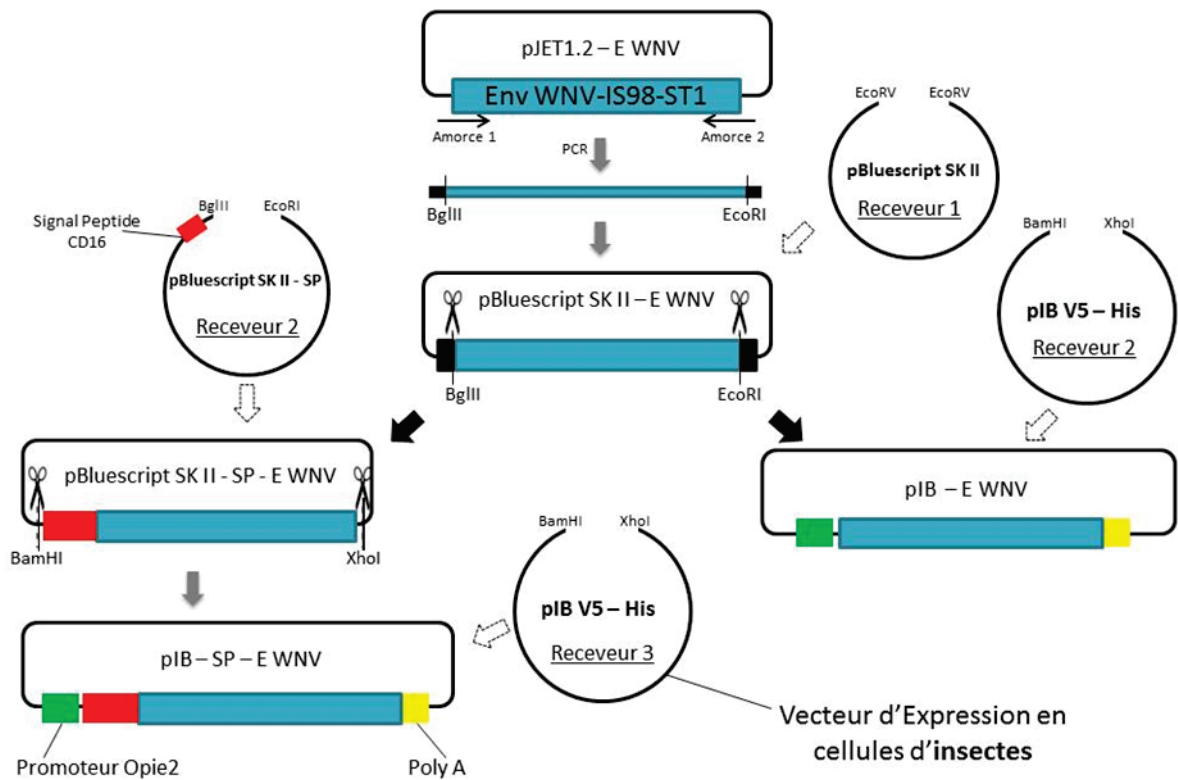 pJET1.2 – E WNV
Env WNV-IS98-ST1
Amorce 1
Amorce 2
PCR
BglII
EcoRI
EcoRV
EcoRV
pBluescript SK II
Receveur 1
Signal Peptide
CD16
BglII
EcoRI
pBluescript SK II - SP
Receveur 2
pBluescript SK II – E WNV
BglII
EcoRI
BamHI
XhoI
pIB V5 – His
Receveur 2
pBluescript SK II - SP - E WNV
BamHI
XhoI
pIB – E WNV
BamHI
XhoI
pIB V5 – His
Receveur 3
pIB – SP – E WNV
Promoteur Opie2
Poly A
Vecteur d'Expression en
cellules d'insectes